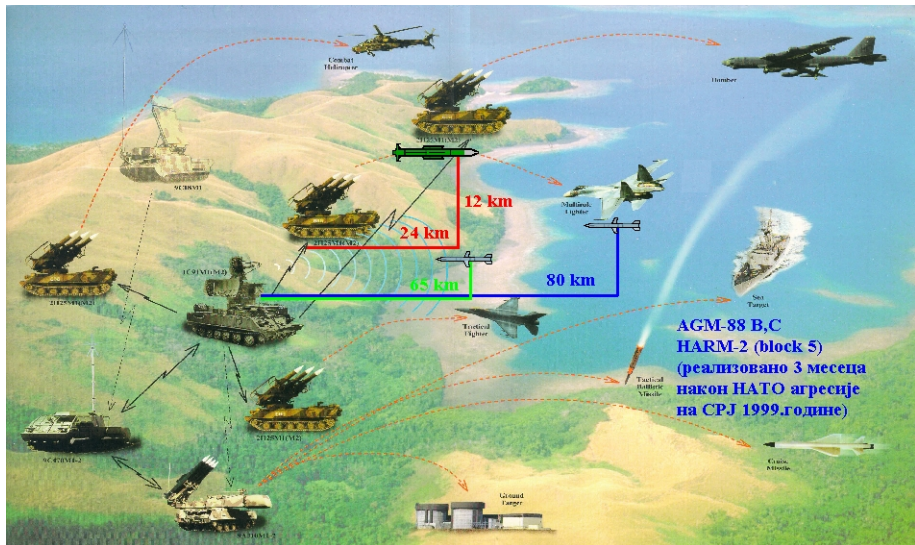 Combat
Helicopter
Bomber
12 km
Multirole
Fighter
24 km
65 km
80 km
Sea
Target
Tactical
Fighter
AGM-88 B,C
HARM-2 (block 5)
(реализовано 3 месеца
након НАТО агресије
на СРЈ 1999.године)
Tactical
Ballistic
Missile
Cruise
Missile
Ground
Target